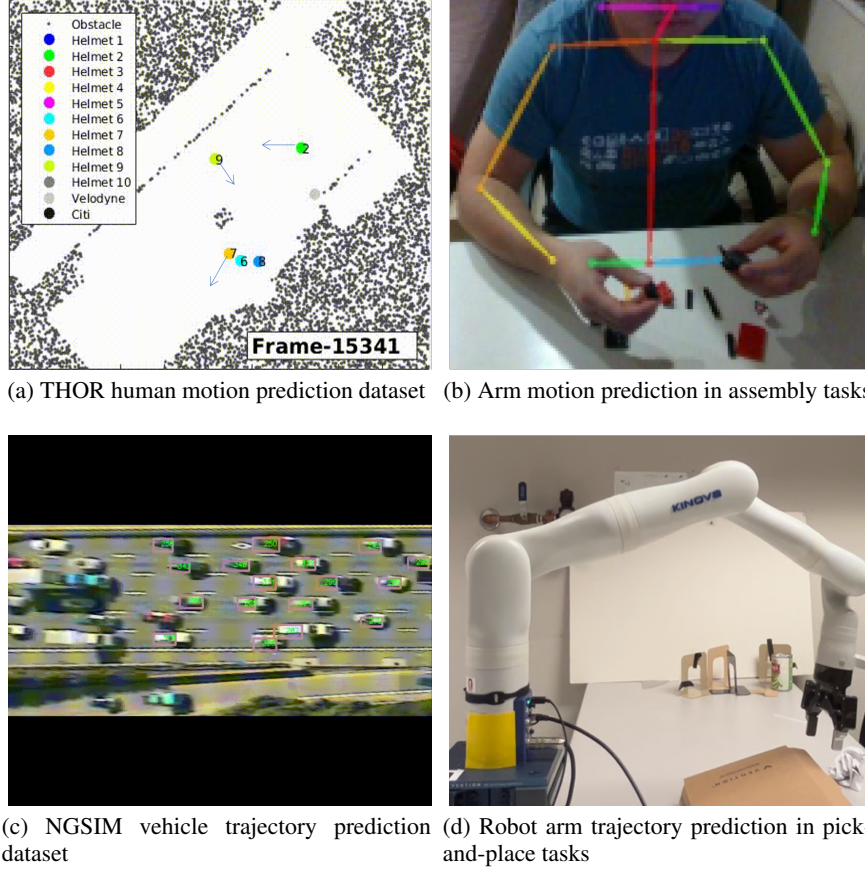 Obstacle
Helmet 1
Helmet 2
Helmet 3
Helmet 4
Helmet 5
Helmet 6
Helmet 7
Helmet 8
Helmet 9
Helmet 10
Velodyne
Citi
2
9
7 6 8
Frame-15341
(a) THOR human motion prediction dataset
(b) Arm motion prediction in assembly tasks
KINOVA
VENTION
(c) NGSIM vehicle trajectory prediction
dataset
(d) Robot arm trajectory prediction in pick-
and-place tasks